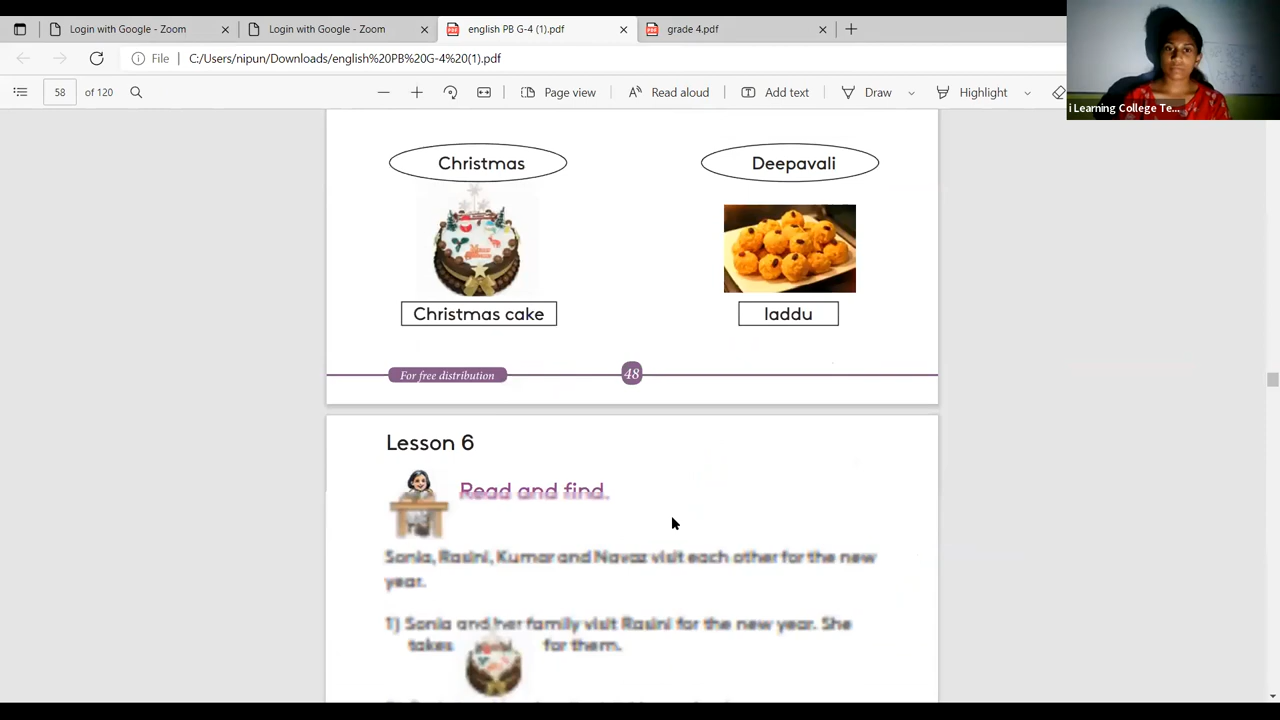 Login with Google - Zoom
Login with Google - Zoom
english PB G-4 (1).pdf
grade 4.pdf
File
C:/Users/nipun/Downloads/english%20PB%20G-4%20(1).pdf
58 of 120
Page view
Read aloud
Add text
Draw
Highlight
i Learning College Te...
Christmas
Deepavali
Christmas cake
laddu
For free distribution
48
Lesson 6
Read and find.
Sonia, Rasini, Kumar and Navaz visit each other for the new
year.
1) Sonia and her family visit Rasini for the new year. She
takes for them.